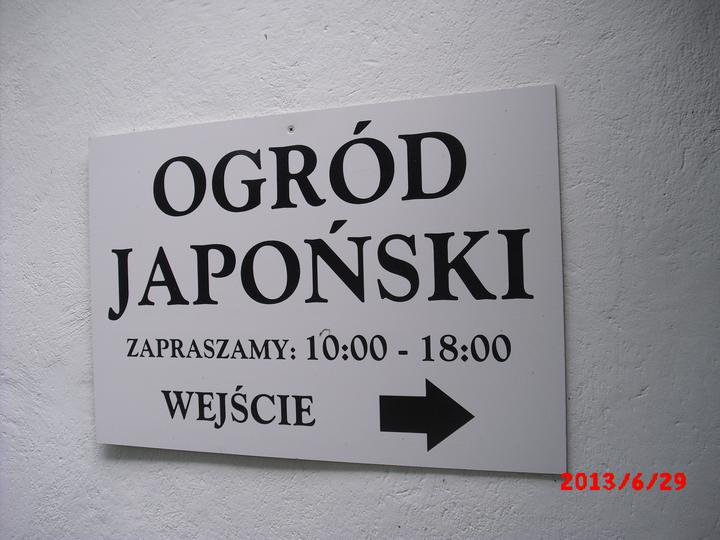 OGRÓD
JAPOŃSKI
ZAPRASZAMY: 10:00 - 18:00
WEJŚCIE
2013/6/29